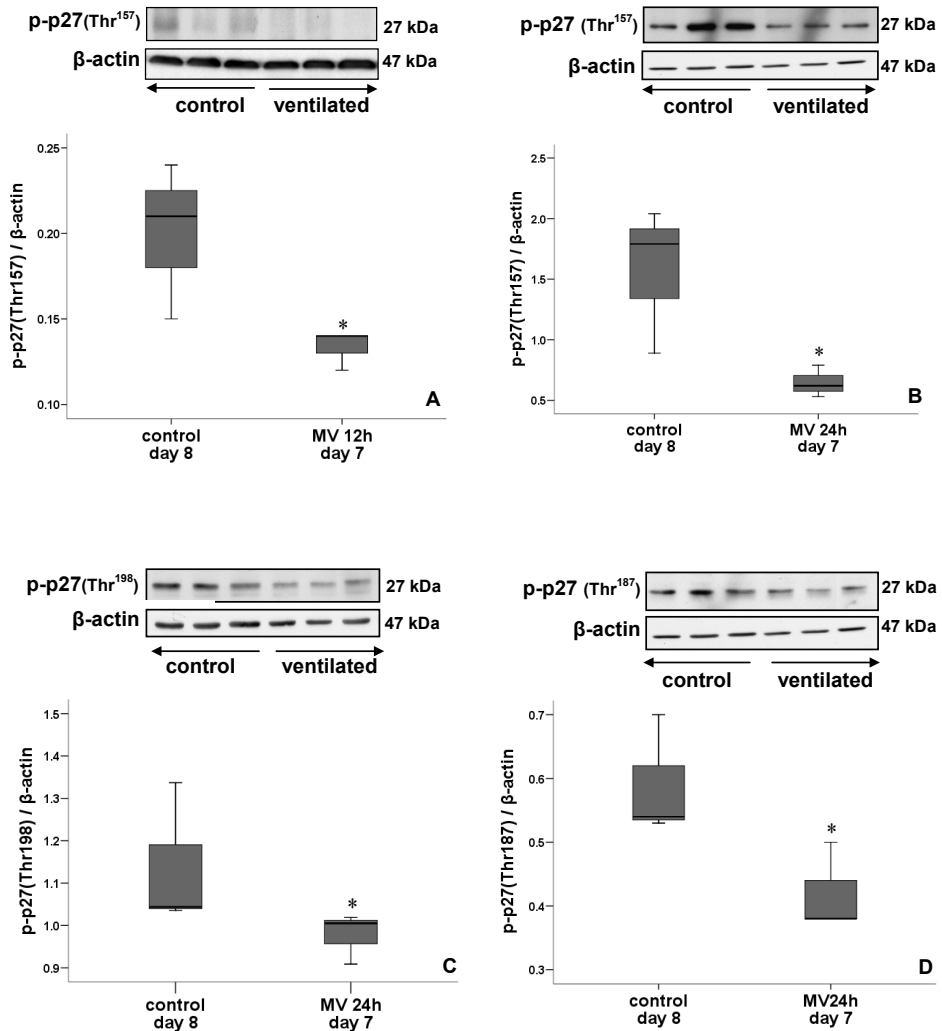 p-p27(Thr¹⁵⁷) 27 kDa
β-actin 47 kDa
control ventilated
0.25
0.20
0.15
0.10
p-p27(Thr157) / β-actin
*
A
control day 8
MV 12h day 7
p-p27 (Thr¹⁵⁷) 27 kDa
β-actin 47 kDa
control ventilated
2.5
2.0
1.5
1.0
0.5
p-p27(Thr157) / β-actin
*
B
control day 8
MV 24h day 7
p-p27(Thr¹⁹⁸) 27 kDa
β-actin 47 kDa
control ventilated
1.5
1.4
1.3
1.2
1.1
1.0
0.9
p-p27(Thr198) / β-actin
*
C
control day 8
MV 24h day 7
p-p27 (Thr¹⁸⁷) 27 kDa
β-actin 47 kDa
control ventilated
0.7
0.6
0.5
0.4
0.3
p-p27(Thr187) / β-actin
*
D
control day 8
MV24h day 7